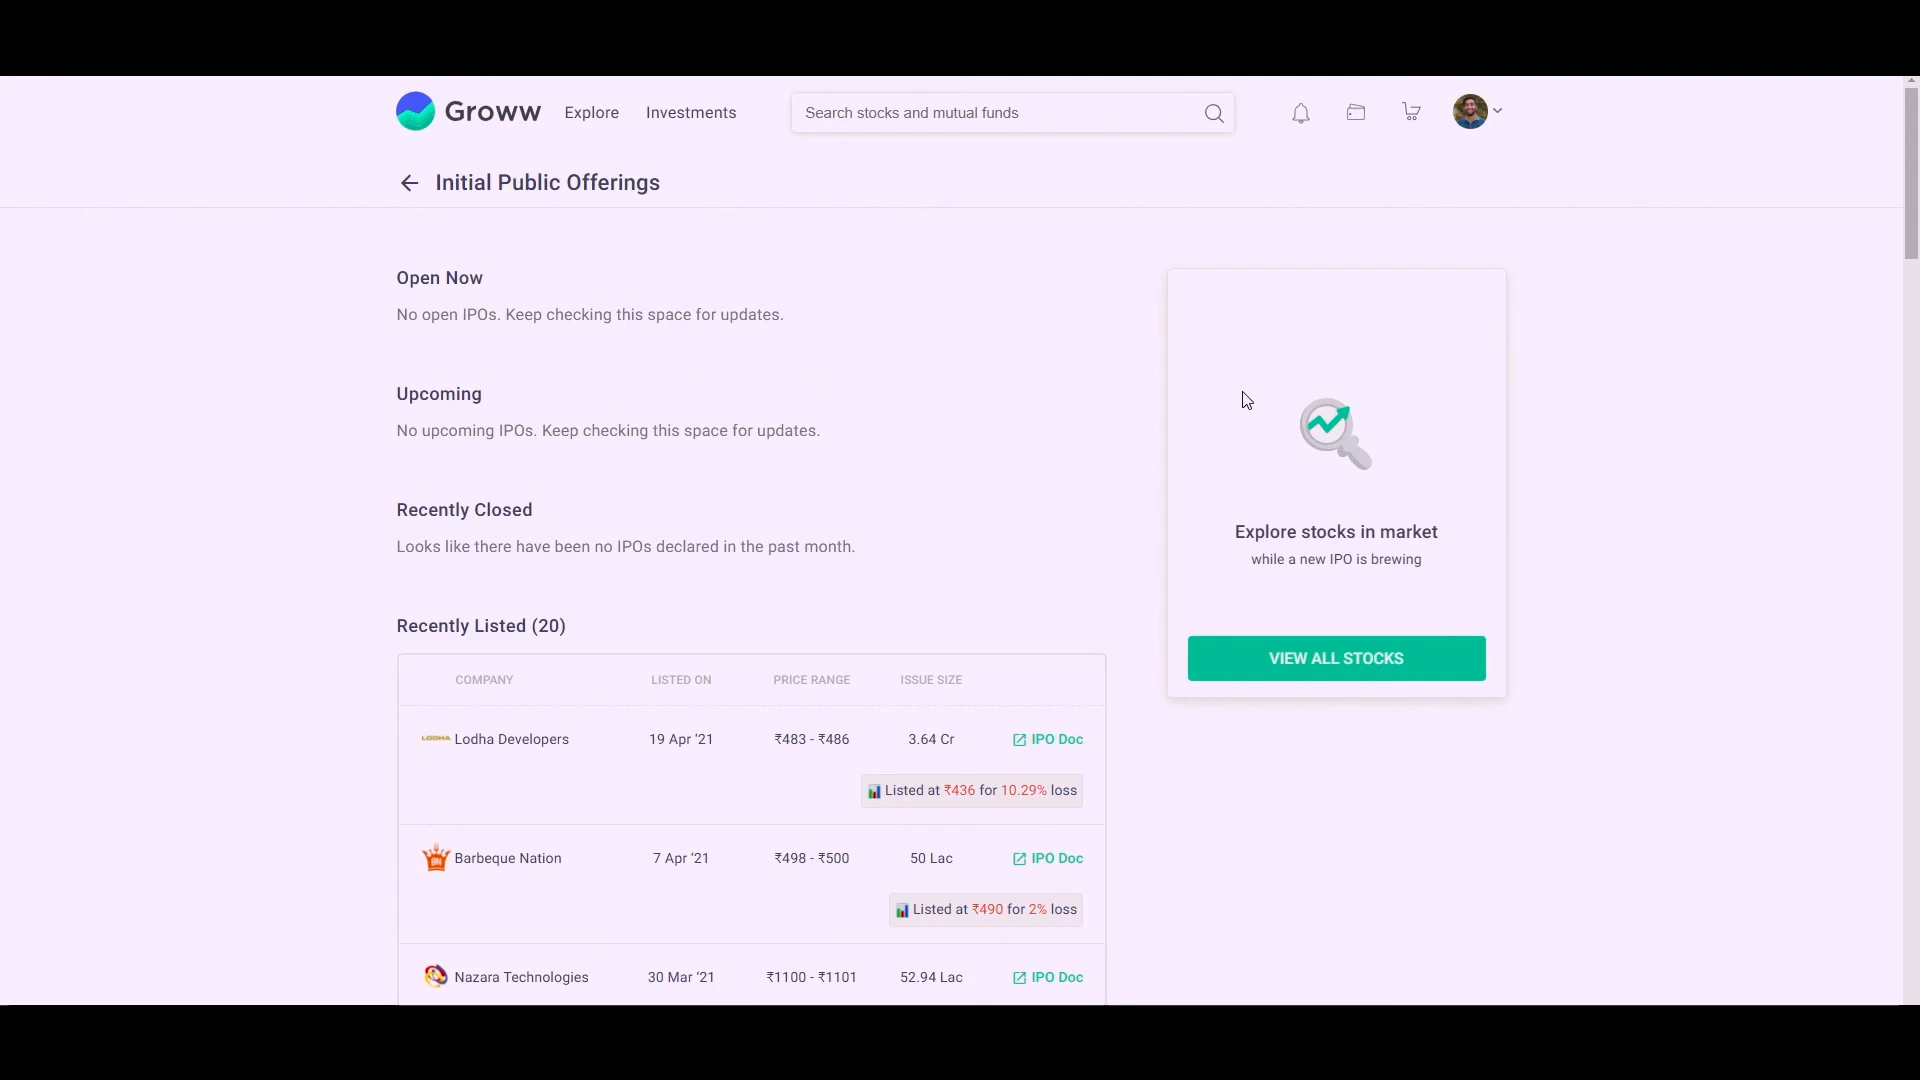 Groww Explore Investments Search stocks and mutual funds
Initial Public Offerings
Open Now
No open IPOs. Keep checking this space for updates.
Upcoming
No upcoming IPOs. Keep checking this space for updates.
Recently Closed
Looks like there have been no IPOs declared in the past month.
Explore stocks in market
while a new IPO is brewing
VIEW ALL STOCKS
Recently Listed (20)
COMPANY LISTED ON PRICE RANGE ISSUE SIZE
LODHA Lodha Developers 19 Apr ‘21 ₹483 - ₹486 3.64 Cr IPO Doc
Listed at ₹436 for 10.29% loss
BN Barbeque Nation 7 Apr ‘21 ₹498 - ₹500 50 Lac IPO Doc
Listed at ₹490 for 2% loss
Nazara Technologies 30 Mar ‘21 ₹1100 - ₹1101 52.94 Lac IPO Doc